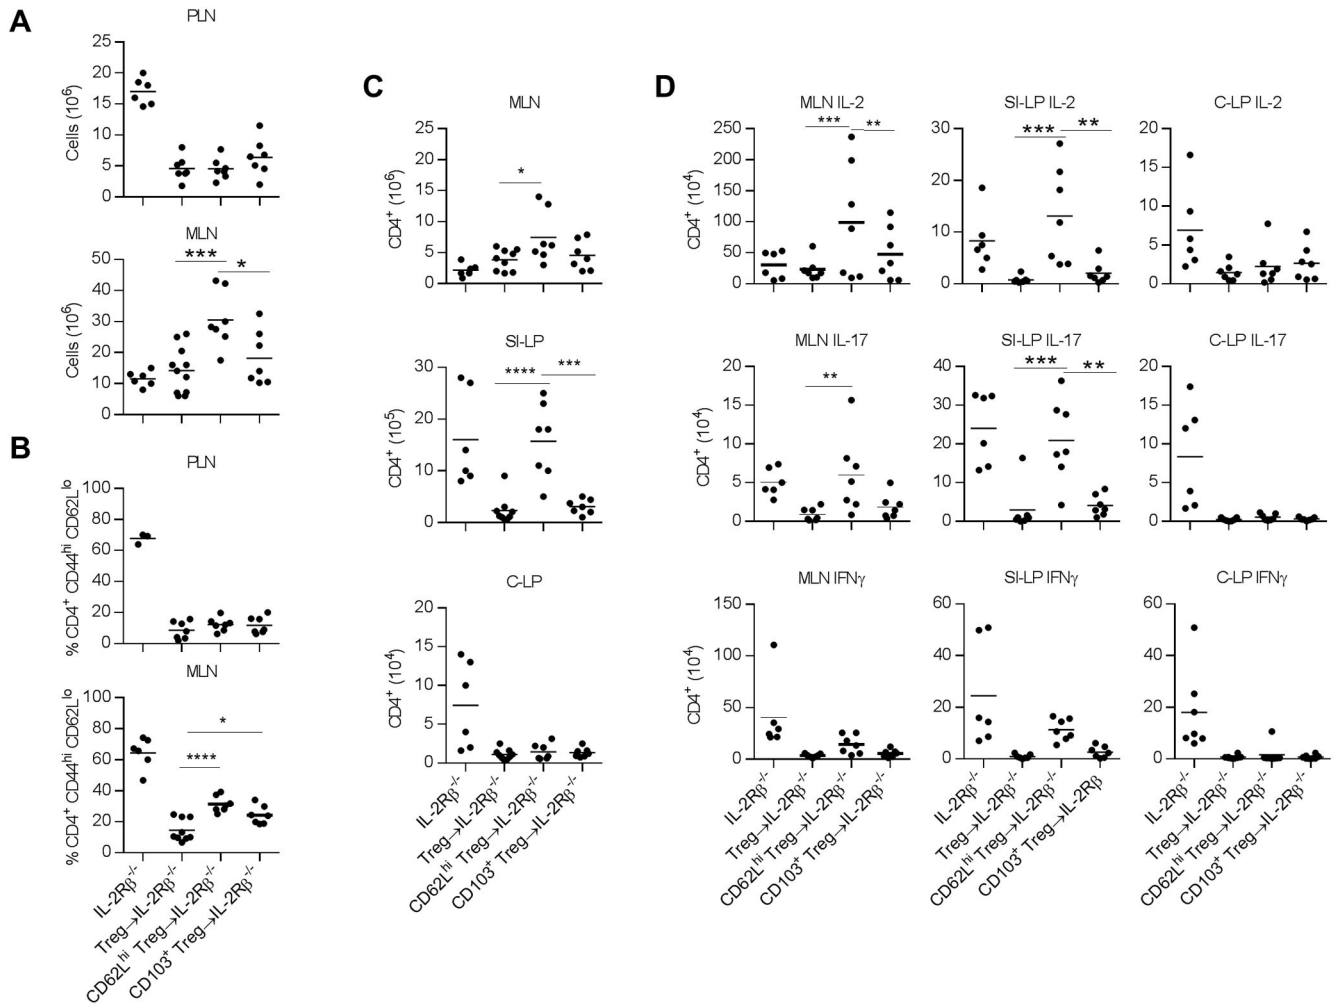 A
PLN
Cells (10⁶)
25
20
15
10
5
0
MLN
Cells (10⁶)
50
40
30
20
10
0
***
*
B
PLN
% CD4⁺ CD44ʰⁱ CD62Lˡᵒ
100
80
60
40
20
0
MLN
% CD4⁺ CD44ʰⁱ CD62Lˡᵒ
100
80
60
40
20
0
*
****
IL-2Rβ⁻/⁻
Treg→IL-2Rβ⁻/⁻
CD62Lʰⁱ Treg→IL-2Rβ⁻/⁻
CD103⁺ Treg→IL-2Rβ⁻/⁻
C
MLN
CD4⁺ (10⁶)
25
20
15
10
5
0
*
SI-LP
CD4⁺ (10⁵)
30
20
10
0
****
***
C-LP
CD4⁺ (10⁴)
20
15
10
5
0
IL-2Rβ⁻/⁻
Treg→IL-2Rβ⁻/⁻
CD62Lʰⁱ Treg→IL-2Rβ⁻/⁻
CD103⁺ Treg→IL-2Rβ⁻/⁻
D
MLN IL-2
CD4⁺ (10⁴)
250
200
150
100
50
0
***
**
SI-LP IL-2
30
20
10
0
***
**
C-LP IL-2
20
15
10
5
0
MLN IL-17
CD4⁺ (10⁴)
20
15
10
5
0
**
SI-LP IL-17
40
30
20
10
0
***
**
C-LP IL-17
20
15
10
5
0
MLN IFNγ
CD4⁺ (10⁴)
150
100
50
0
SI-LP IFNγ
60
40
20
0
C-LP IFNγ
60
40
20
0
IL-2Rβ⁻/⁻
Treg→IL-2Rβ⁻/⁻
CD62Lʰⁱ Treg→IL-2Rβ⁻/⁻
CD103⁺ Treg→IL-2Rβ⁻/⁻
IL-2Rβ⁻/⁻
Treg→IL-2Rβ⁻/⁻
CD62Lʰⁱ Treg→IL-2Rβ⁻/⁻
CD103⁺ Treg→IL-2Rβ
IL-2Rβ⁻/⁻
Treg→IL-2Rβ⁻/⁻
CD62Lʰⁱ Treg→IL-2Rβ⁻/⁻
CD103⁺ Treg→IL-2Rβ⁻/⁻